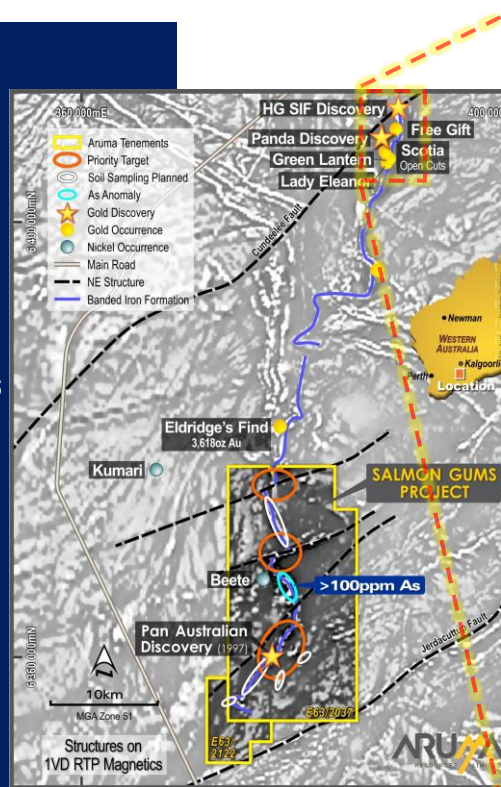 s
360 000mE
400 000
6,400 000mN
6,360 000mN
Aruma Tenements
Priority Target
Soil Sampling Planned
As Anomaly
Gold Discovery
Gold Occurrence
Nickel Occurrence
Main Road
NE Structure
Banded Iron Formation
HG SIF Discovery
Free Gift
Panda Discovery
Scotia
Open Cuts
Green Lantern
Lady Eleanor
Cundeelee Fault
Newman
WESTERN
AUSTRALIA
Kalgoorli
Perth
Location
Eldridge's Find
3,618oz Au
Kumari
SALMON GUMS
PROJECT
Beete
>100ppm As
Pan Australian
Discovery (1997)
Jerdacuttup Fault
10km
MGA Zone 51
E63/2037
E63/
2122
Structures on
1VD RTP Magnetics
ARUMA
RESOURCES LIMITED